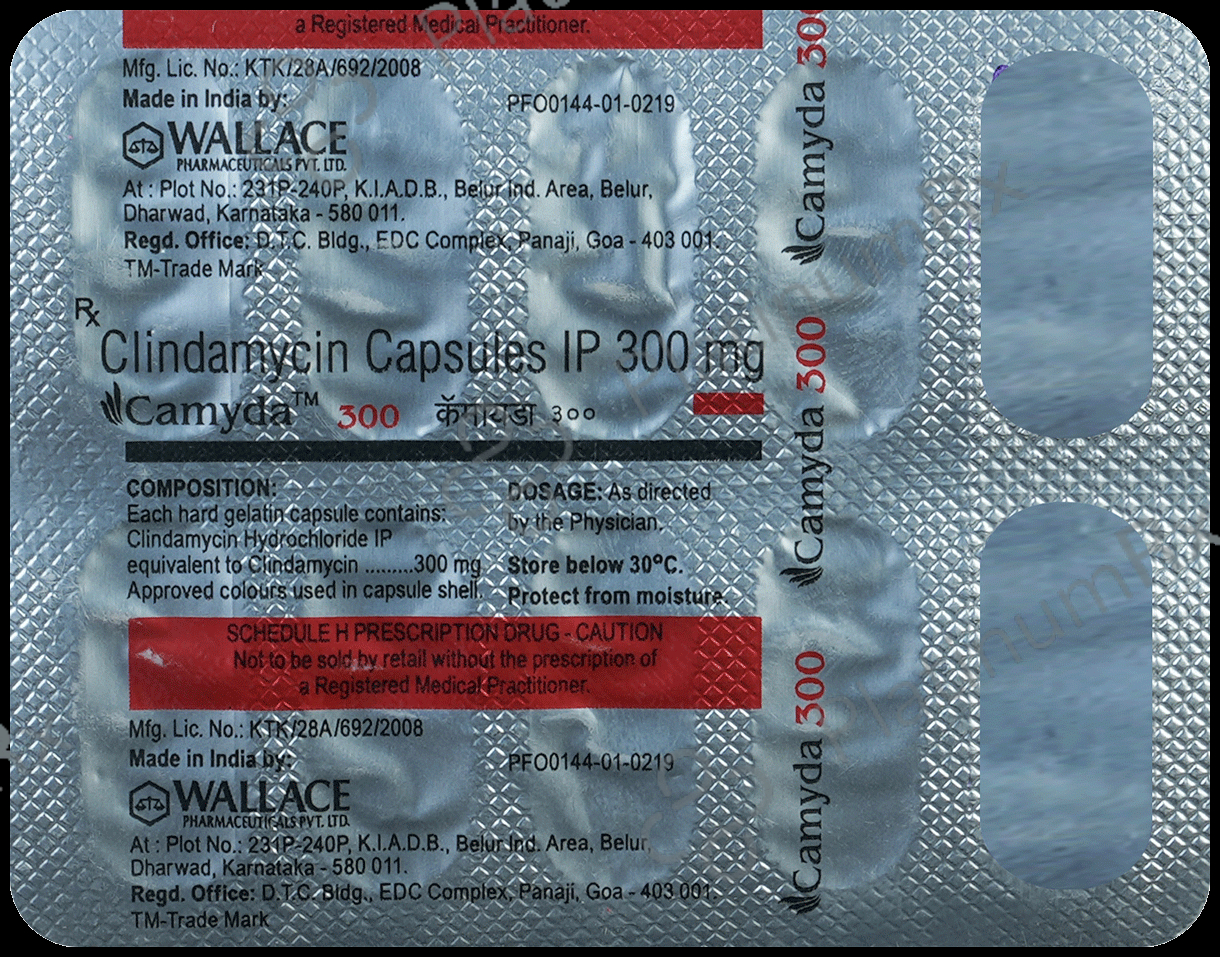 a Registered Medical Practitioner.
Mfg. Lic. No.: KTK/28A/692/2008
Made in India by:
PFO0144-01-0219
WALLACE
PHARMACEUTICALS PVT. LTD.
At : Plot No.: 231P-240P, K.I.A.D.B., Belur Ind. Area, Belur,
Dharwad, Karnataka - 580 011.
Regd. Office: D.T.C. Bldg., EDC Complex, Panaji, Goa - 403 001.
TM-Trade Mark
Rx
Clindamycin Capsules IP 300 mg
Camyda™ 300 कॅमायडा ३००
COMPOSITION:
Each hard gelatin capsule contains:
Clindamycin Hydrochloride IP
equivalent to Clindamycin .........300 mg
Approved colours used in capsule shell.
DOSAGE: As directed
by the Physician.
Store below 30°C.
Protect from moisture.
SCHEDULE H PRESCRIPTION DRUG - CAUTION
Not to be sold by retail without the prescription of
a Registered Medical Practitioner.
Mfg. Lic. No.: KTK/28A/692/2008
Made in India by:
PFO0144-01-0219
WALLACE
PHARMACEUTICALS PVT. LTD.
At : Plot No.: 231P-240P, K.I.A.D.B., Belur Ind. Area, Belur,
Dharwad, Karnataka - 580 011.
Regd. Office: D.T.C. Bldg., EDC Complex, Panaji, Goa - 403 001.
TM-Trade Mark
Camyda 300
Camyda 300
Camyda 300